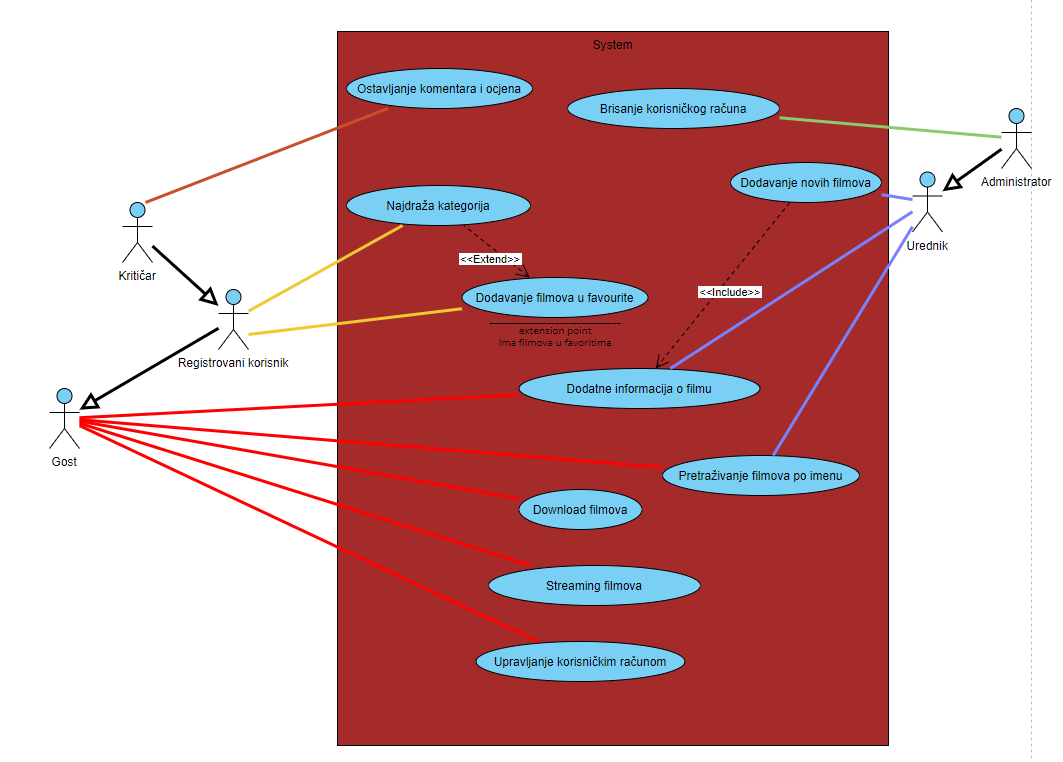 System
Ostavljanje komentara i ocjena
Brisanje korisničkog računa
Administrator
Dodavanje novih filmova
Najdraža kategorija
Urednik
<<Extend>>
Kritičar
<<Include>>
Dodavanje filmova u favourite
extension point
Ima filmova u favoritima
Registrovani korisnik
Dodatne informacija o filmu
Gost
Pretraživanje filmova po imenu
Download filmova
Streaming filmova
Upravljanje korisničkim računom